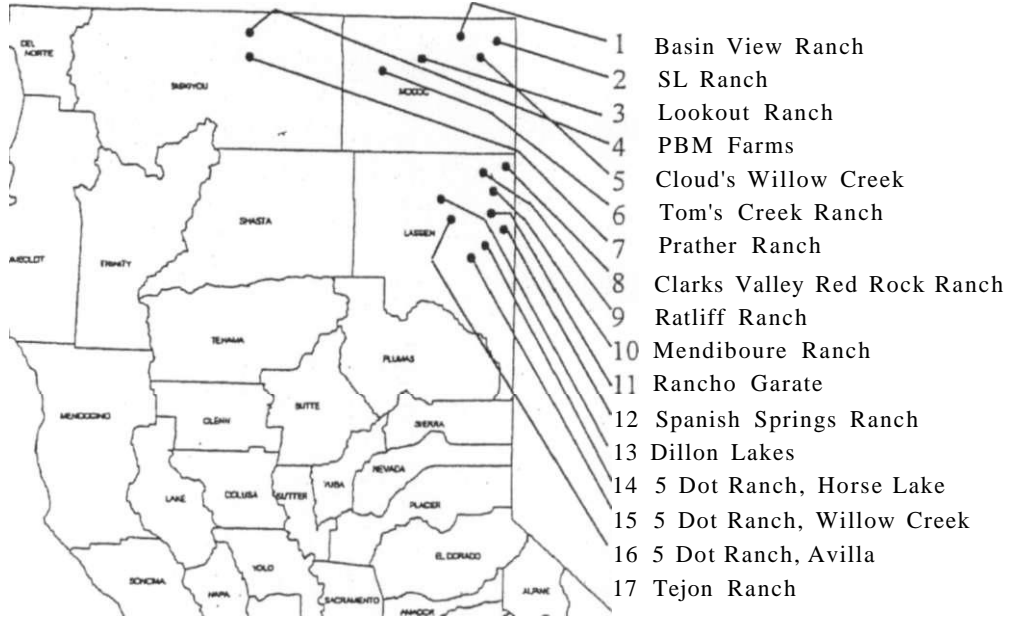 1 Basin View Ranch
2 SL Ranch
3 Lookout Ranch
4 PBM Farms
5 Cloud's Willow Creek
6 Tom's Creek Ranch
7 Prather Ranch
8 Clarks Valley Red Rock Ranch
9 Ratliff Ranch
10 Mendiboure Ranch
11 Rancho Garate
12 Spanish Springs Ranch
13 Dillon Lakes
14 5 Dot Ranch, Horse Lake
15 5 Dot Ranch, Willow Creek
16 5 Dot Ranch, Avilla
17 Tejon Ranch
DEL
NORTE
SISKIYOU
MODOC
SHASTA
LASSEN
HUMBOLDT
TRINITY
TEHAMA
PLUMAS
MENDOCINO
GLENN
BUTTE
SIERRA
LAKE
COLUSA
SUTTER
YUBA
NEVADA
PLACER
EL DORADO
SONOMA
NAPA
YOLO
SACRAMENTO
AMADOR
ALPINE